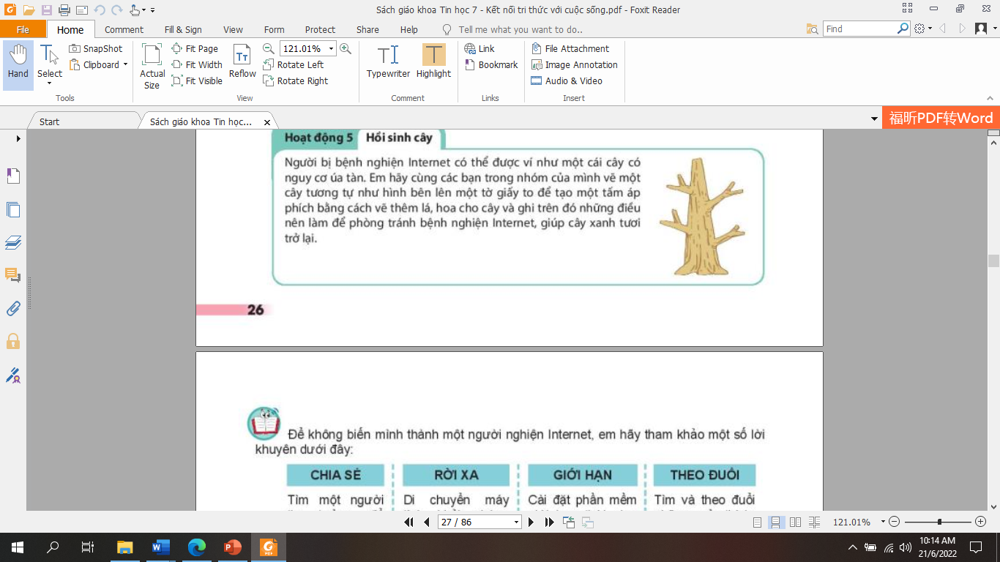 Sách giáo khoa Tin học 7 - Kết nối tri thức với cuộc sống.pdf - Foxit Reader
File Home Comment Fill & Sign View Form Protect Share Help Tell me what you want to do.. Find
Hand
Select
SnapShot
Clipboard
Tools
Actual Size
Fit Page
Fit Width
Fit Visible
Reflow
121.01%
Rotate Left
Rotate Right
View
Typewriter
Highlight
Comment
Link
Bookmark
Links
File Attachment
Image Annotation
Audio & Video
Insert
Start
Sách giáo khoa Tin học...
福昕PDF转Word
Hoạt động 5 Hồi sinh cây
Người bị bệnh nghiện Internet có thể được ví như một cái cây có
nguy cơ úa tàn. Em hãy cùng các bạn trong nhóm của mình vẽ một
cây tương tự như hình bên lên một tờ giấy to để tạo một tấm áp
phích bằng cách vẽ thêm lá, hoa cho cây và ghi trên đó những điều
nên làm để phòng tránh bệnh nghiện Internet, giúp cây xanh tươi
trở lại.
26
Để không biến mình thành một người nghiện Internet, em hãy tham khảo một số lời
khuyên dưới đây:
CHIA SẺ RỜI XA GIỚI HẠN THEO ĐUỔI
Tìm một người Di chuyển máy Cài đặt phần mềm Tìm và theo đuổi
27 / 86
121.01%
10:14 AM
21/6/2022